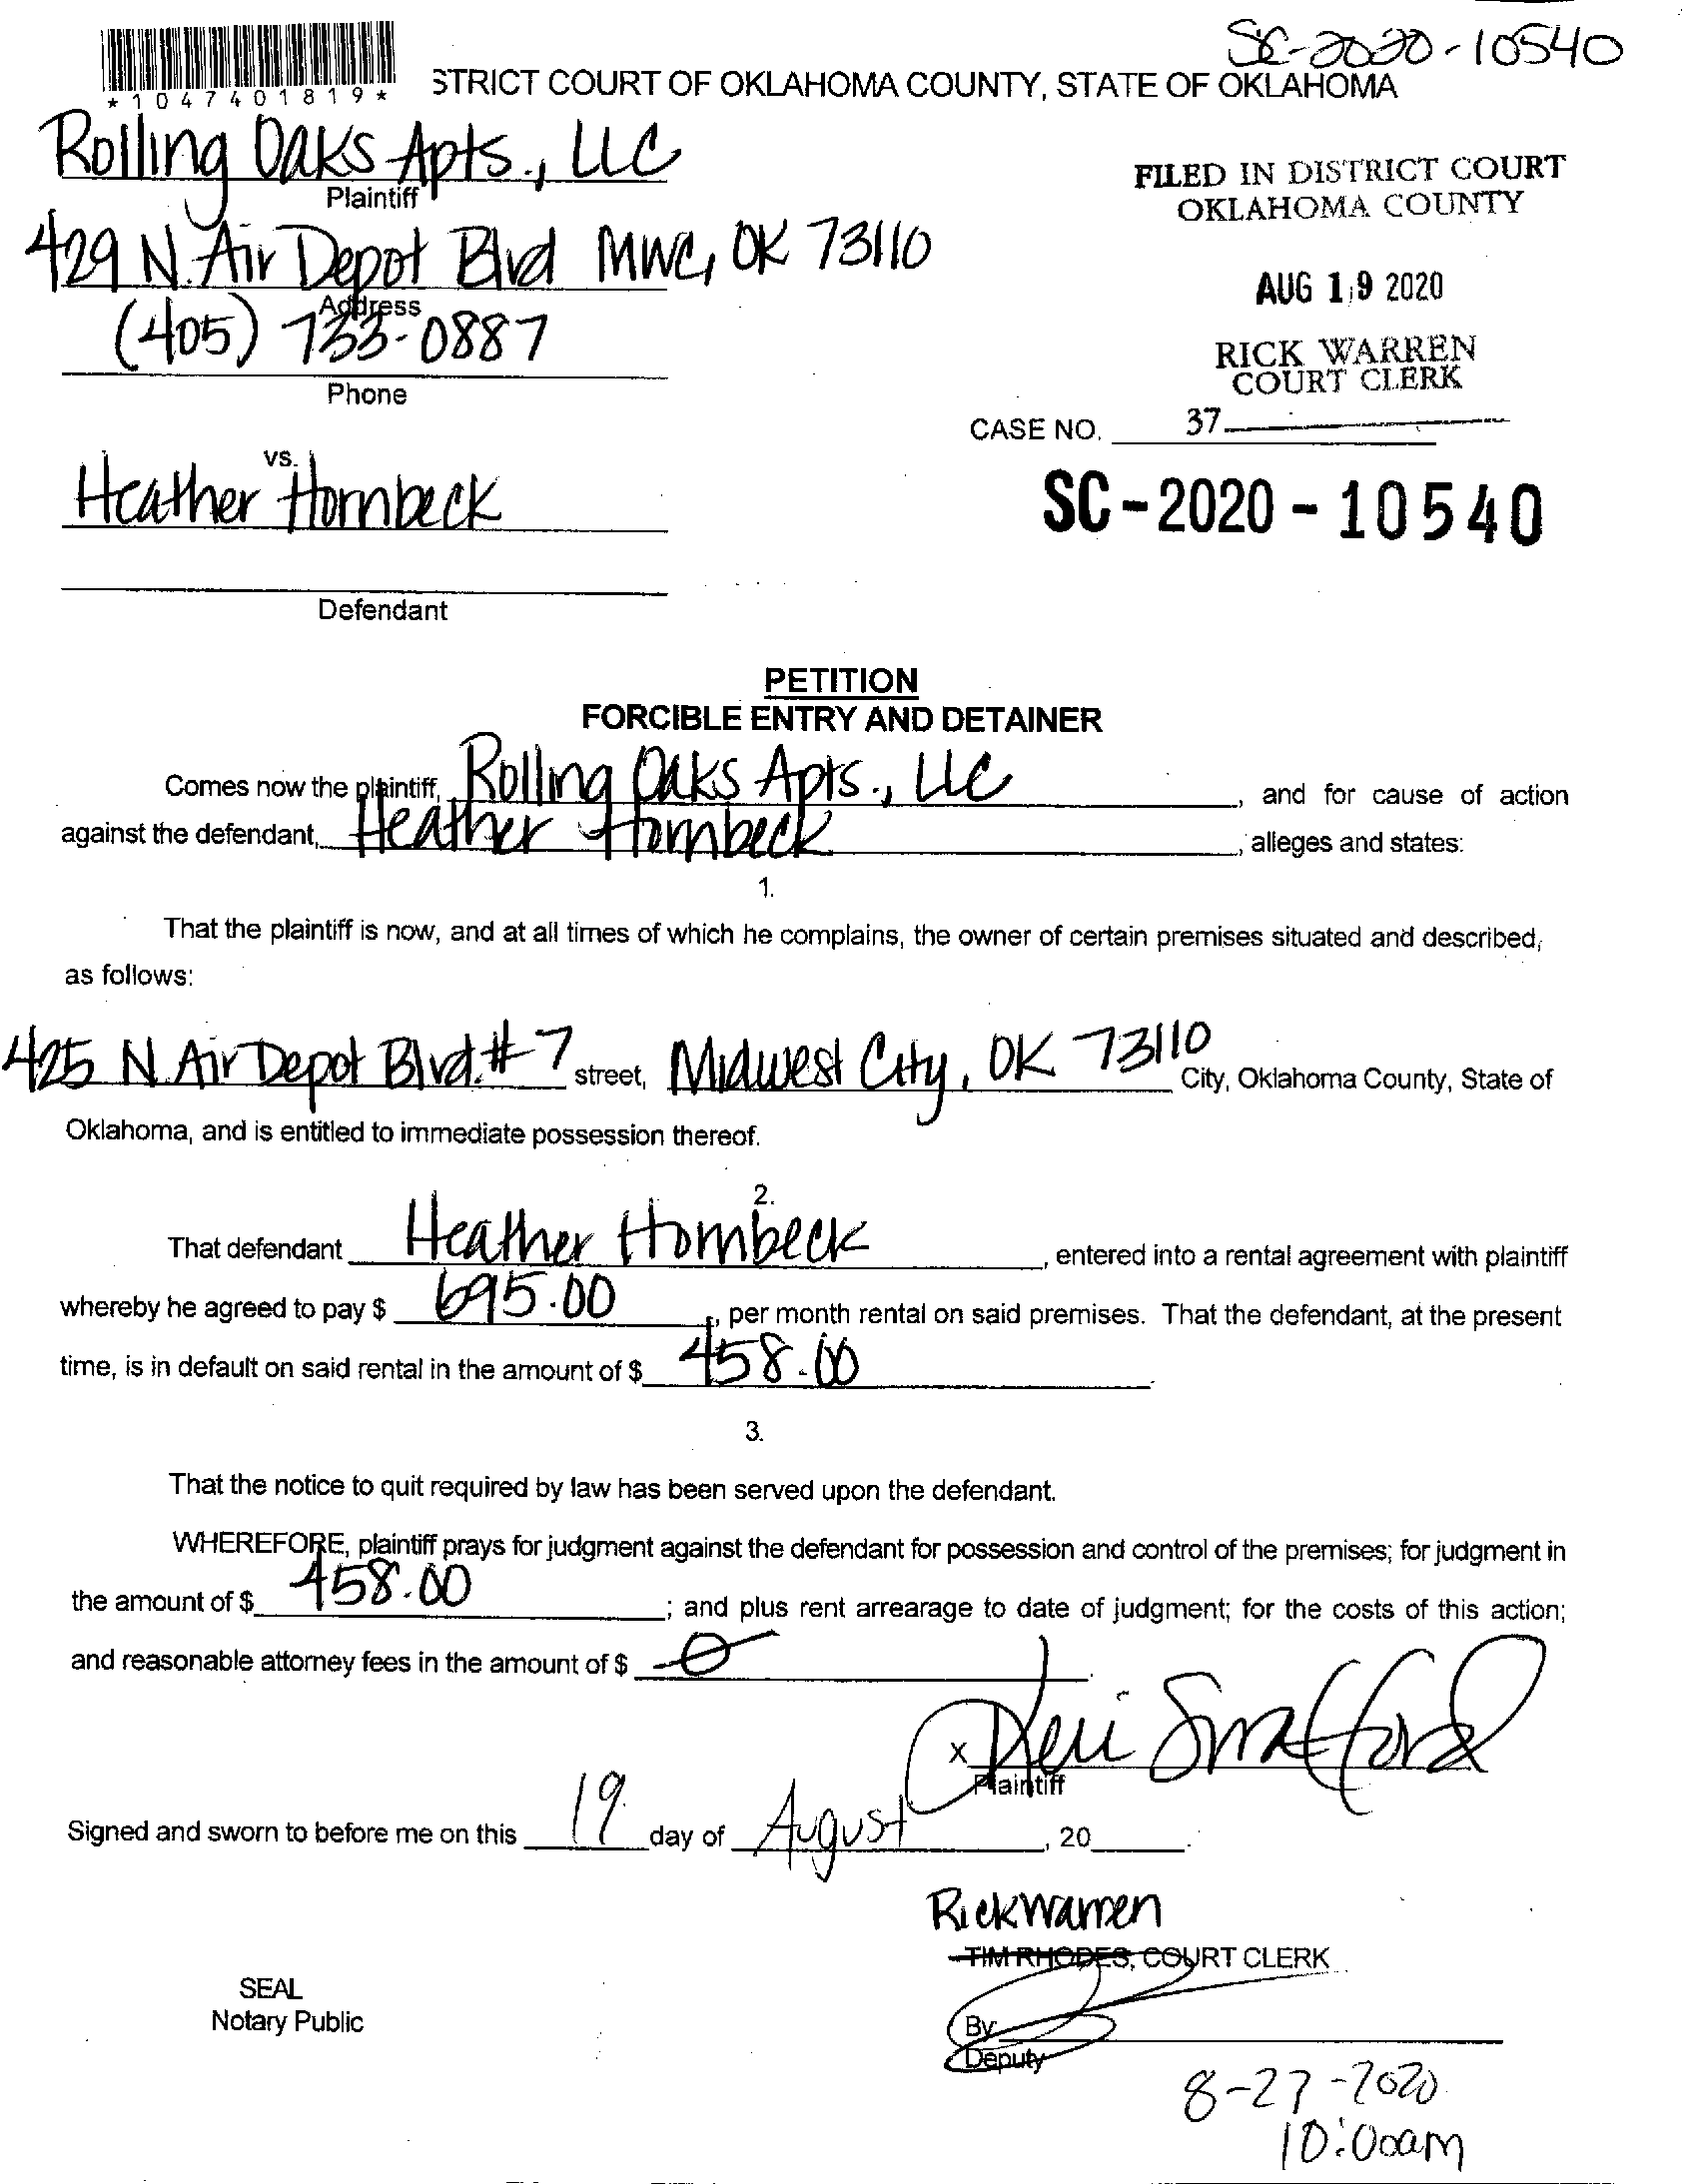 SC-2020-10540
*1047401819*
STRICT COURT OF OKLAHOMA COUNTY, STATE OF OKLAHOMA
Rolling Oaks Apts., LLC
Plaintiff
429 N. Air Depot Blvd MWC, OK 73110
Address
(405) 733-0887
Phone
FILED IN DISTRICT COURT
OKLAHOMA COUNTY
AUG 19 2020
RICK WARREN
COURT CLERK
CASE NO. 37
SC-2020-10540
vs.
Heather Hornbeck
Defendant
PETITION
FORCIBLE ENTRY AND DETAINER
Comes now the plaintiff, Rolling Oaks Apts., LLC, and for cause of action
against the defendant, Heather Hornbeck, alleges and states:
1.
That the plaintiff is now, and at all times of which he complains, the owner of certain premises situated and described,
as follows:
425 N. Air Depot Blvd. #7 street, Midwest City, OK 73110 City, Oklahoma County, State of
Oklahoma, and is entitled to immediate possession thereof.
2.
That defendant Heather Hornbeck, entered into a rental agreement with plaintiff
whereby he agreed to pay $ 695.00, per month rental on said premises. That the defendant, at the present
time, is in default on said rental in the amount of $ 458.00
3.
That the notice to quit required by law has been served upon the defendant.
WHEREFORE, plaintiff prays for judgment against the defendant for possession and control of the premises; for judgment in
the amount of $ 458.00; and plus rent arrearage to date of judgment; for the costs of this action;
and reasonable attorney fees in the amount of $ 0
x Keri Smafford
Plaintiff
Signed and sworn to before me on this 19 day of August, 20 .
Rick Warren
TIM RHODES, COURT CLERK
SEAL
Notary Public
By
Deputy
8-27-2020
10:00am